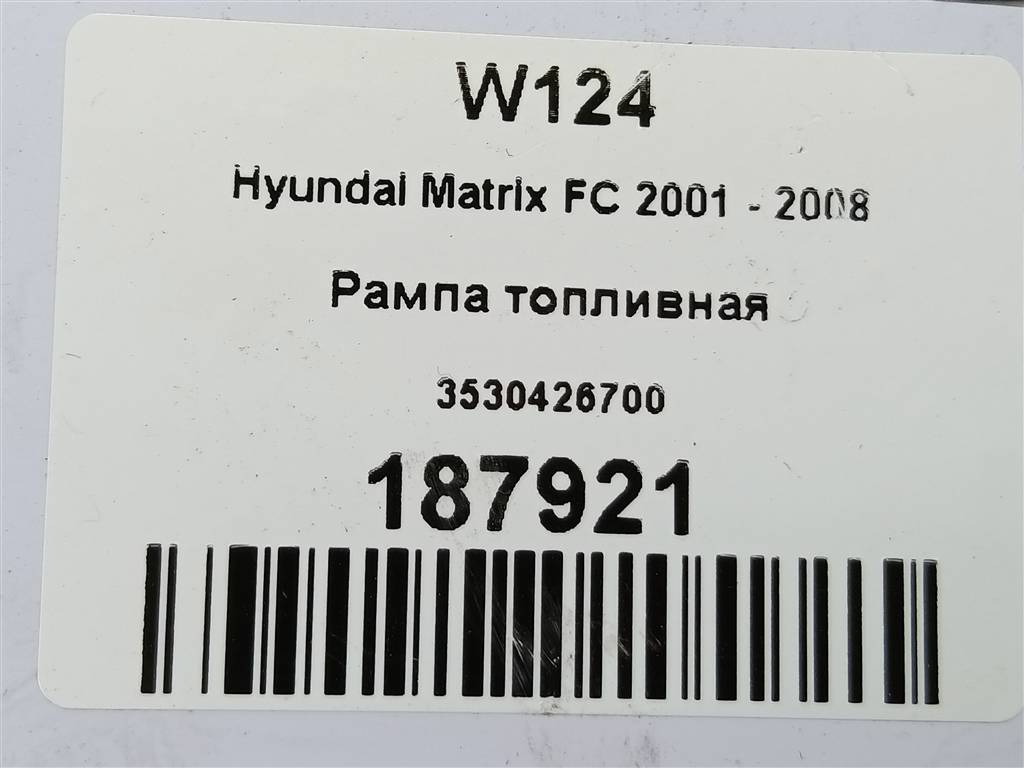 W124
Hyundai Matrix FC 2001 - 2008
Рампа топливная
3530426700
187921